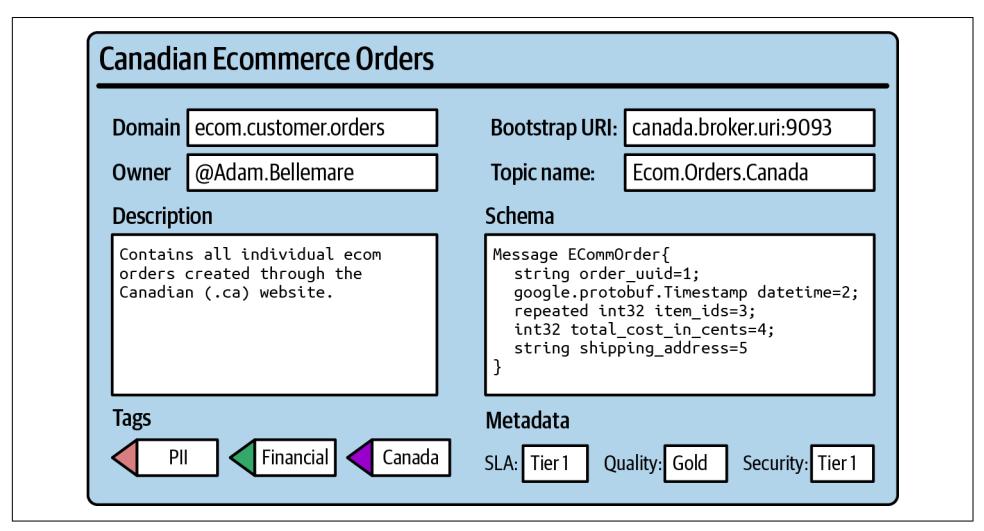 Canadian Ecommerce Orders
Domain ecom.customer.orders
Owner @Adam.Bellemare
Bootstrap URI: canada.broker.uri:9093
Topic name: Ecom.Orders.Canada
Description
Contains all individual ecom
orders created through the
Canadian (.ca) website.
Schema
Message ECommOrder{
  string order_uuid=1;
  google.protobuf.Timestamp datetime=2;
  repeated int32 item_ids=3;
  int32 total_cost_in_cents=4;
  string shipping_address=5
}
Tags
PII Financial Canada
Metadata
SLA: Tier 1 Quality: Gold Security: Tier 1